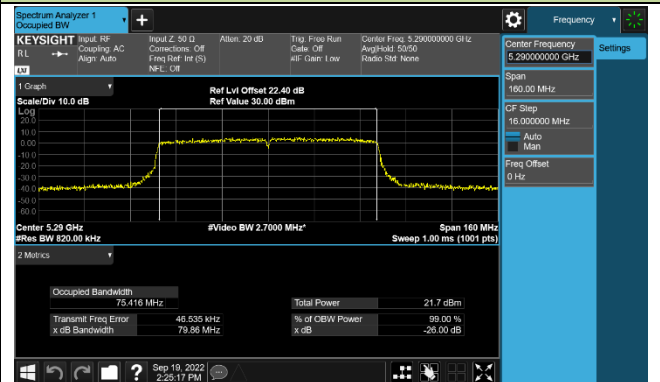 Spectrum Analyzer 1
Occupied BW
Frequency
KEYSIGHT
Input: RF
Coupling: AC
Align: Auto
Input Z: 50 Ω
Corrections: Off
Freq Ref: Int (S)
NFE: Off
Atten: 20 dB
Trig: Free Run
Gate: Off
#IF Gain: Low
Center Freq: 5.290000000 GHz
Avg|Hold: 50/50
Radio Std: None
RL
LXI
Center Frequency
5.290000000 GHz
Settings
Span
160.00 MHz
CF Step
16.000000 MHz
Auto
Man
Freq Offset
0 Hz
1 Graph
Scale/Div 10.0 dB
Ref Lvl Offset 22.40 dB
Ref Value 30.00 dBm
Log
20.0
10.0
0.00
-10.0
-20.0
-30.0
-40.0
-50.0
-60.0
Center 5.29 GHz
#Res BW 820.00 kHz
#Video BW 2.7000 MHz*
Span 160 MHz
Sweep 1.00 ms (1001 pts)
2 Metrics
Occupied Bandwidth
75.416 MHz
Total Power 21.7 dBm
Transmit Freq Error 46.535 kHz
% of OBW Power 99.00 %
x dB Bandwidth 79.86 MHz
x dB -26.00 dB
Sep 19, 2022
2:25:17 PM